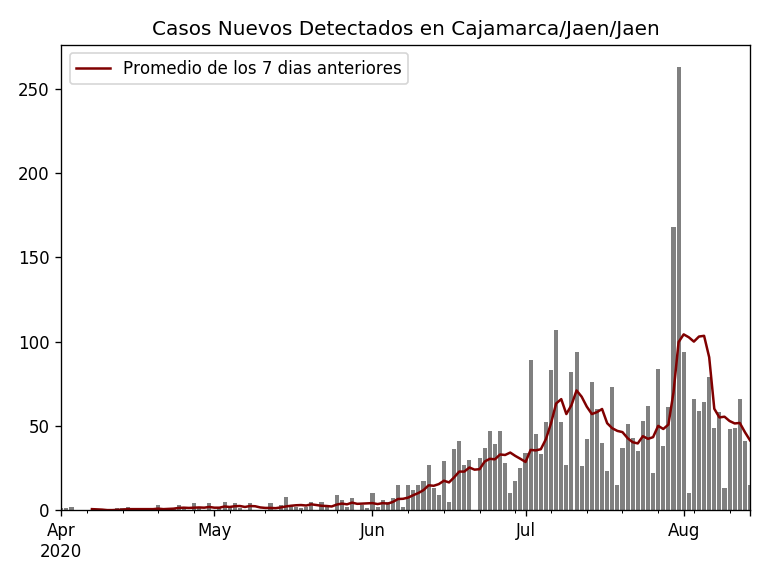 Casos Nuevos Detectados en Cajamarca/Jaen/Jaen
Promedio de los 7 dias anteriores
250
200
150
100
50
0
Apr May Jun Jul Aug
2020